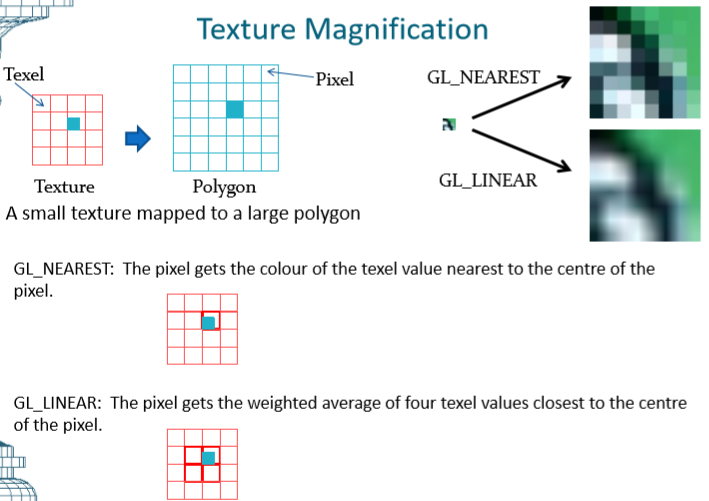 Texture Magnification
Texel
Pixel
GL_NEAREST
GL_LINEAR
Texture
Polygon
A small texture mapped to a large polygon
GL_NEAREST:  The pixel gets the colour of the texel value nearest to the centre of the
pixel.
GL_LINEAR:  The pixel gets the weighted average of four texel values closest to the centre
of the pixel.